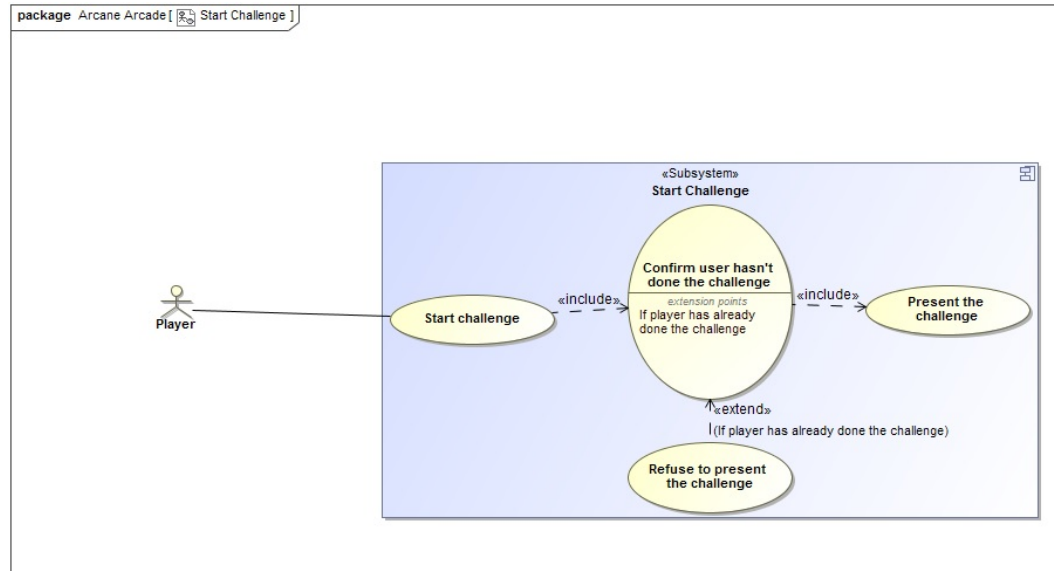 package Arcane Arcade [ Start Challenge ]
«Subsystem»
Start Challenge
Confirm user hasn't
done the challenge
extension points
If player has already
done the challenge
«include»
«include»
Start challenge
Present the
challenge
Player
«extend»
(If player has already done the challenge)
Refuse to present
the challenge